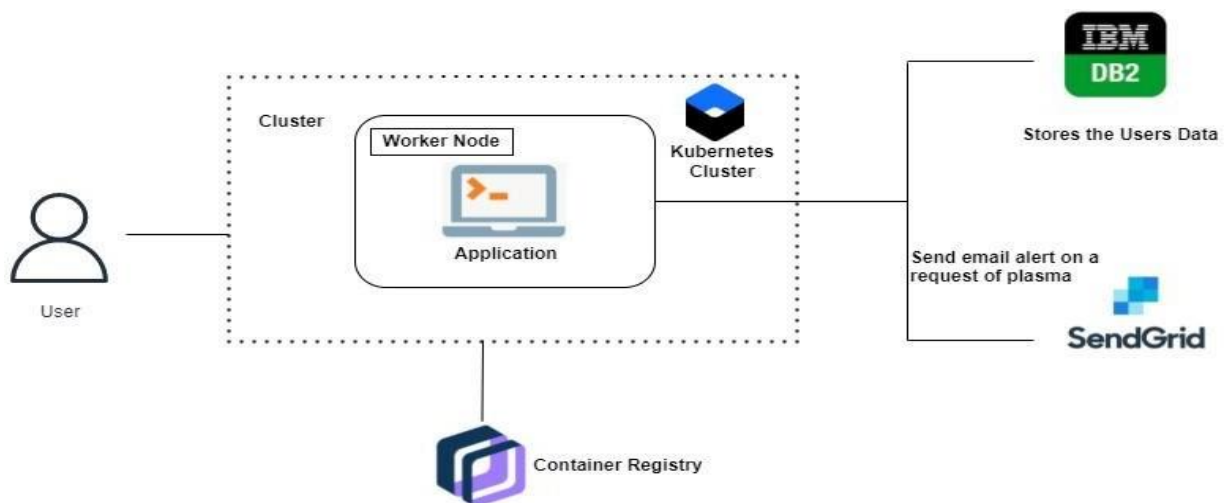 IBM
DB2
Stores the Users Data
Cluster
Worker Node
Kubernetes
Cluster
Application
User
Send email alert on a
request of plasma
SendGrid
Container Registry